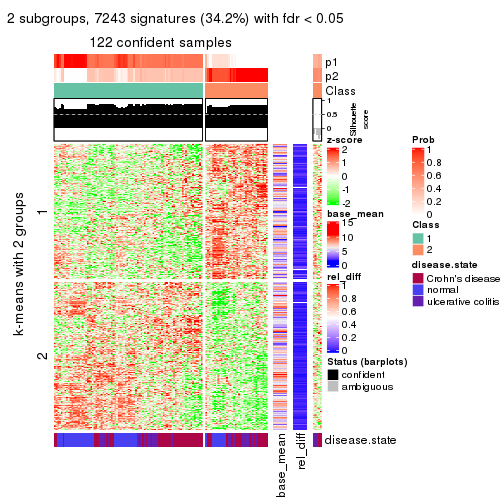 2 subgroups, 7243 signatures (34.2%) with fdr < 0.05
122 confident samples
p1
p2
Class
1
0.5
0
Silhouette
score
k-means with 2 groups
1
2
z-score
2
1
0
-1
-2
base_mean
15
10
5
0
rel_diff
1
0.8
0.6
0.4
0.2
0
Status (barplots)
confident
ambiguous
Prob
1
0.8
0.6
0.4
0.2
0
Class
1
2
disease.state
Crohn's disease
normal
ulcerative colitis
disease.state
base_mean
rel_diff